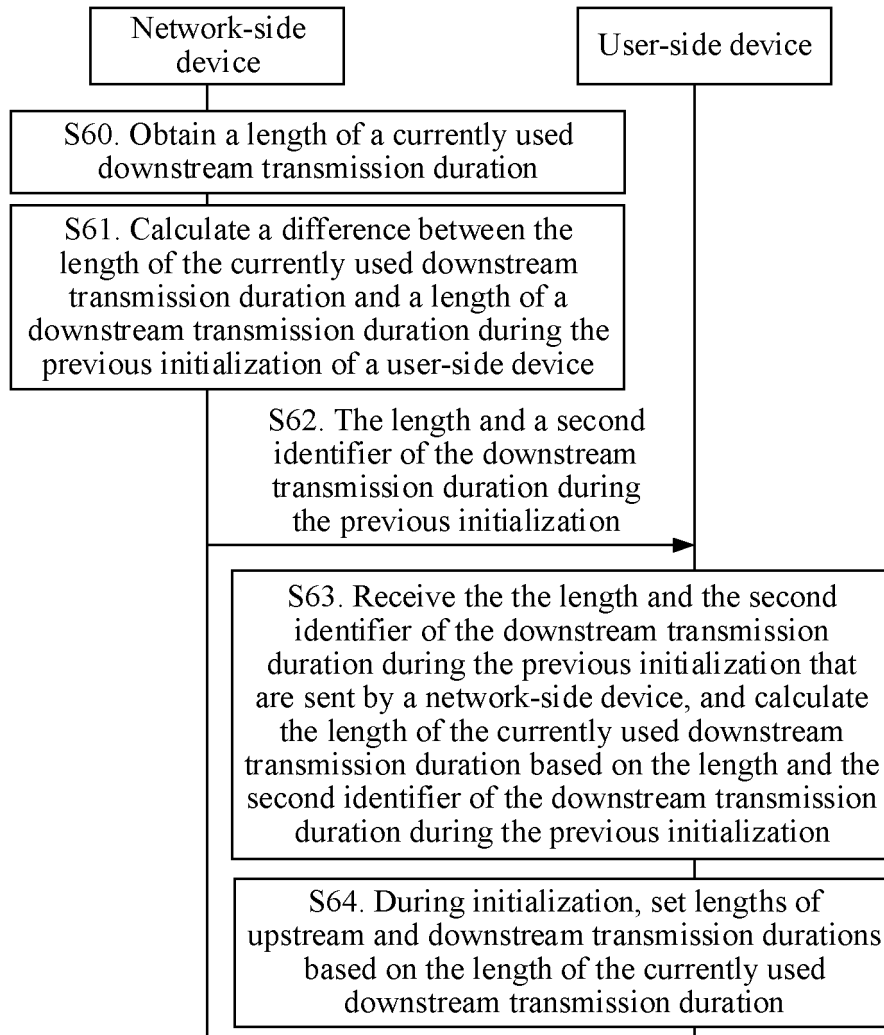 Network-side
device
User-side device
S60. Obtain a length of a currently used
downstream transmission duration
S61. Calculate a difference between the
length of the currently used downstream
transmission duration and a length of a
downstream transmission duration during the
previous initialization of a user-side device
S62. The length and a second
identifier of the downstream
transmission duration during
the previous initialization
S63. Receive the the length and the second
identifier of the downstream transmission
duration during the previous initialization that
are sent by a network-side device, and calculate
the length of the currently used downstream
transmission duration based on the length and the
second identifier of the downstream transmission
duration during the previous initialization
S64. During initialization, set lengths of
upstream and downstream transmission durations
based on the length of the currently used
downstream transmission duration